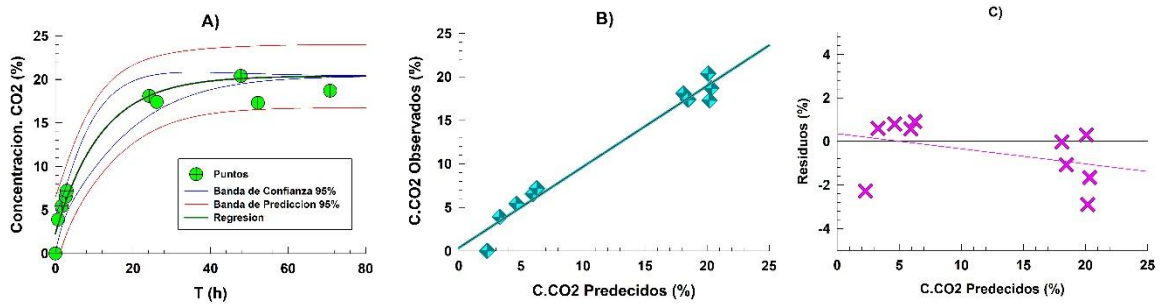 A)
Concentracion. CO2 (%)
25
20
15
10
5
0
0
20
40
60
80
T (h)
Puntos
Banda de Confianza 95%
Banda de Prediccion 95%
Regresion
B)
C.CO2 Observados (%)
25
20
15
10
5
0
0
5
10
15
20
25
C.CO2 Predecidos (%)
C)
Residuos (%)
4
2
0
-2
-4
0
5
10
15
20
25
C.CO2 Predecidos (%)